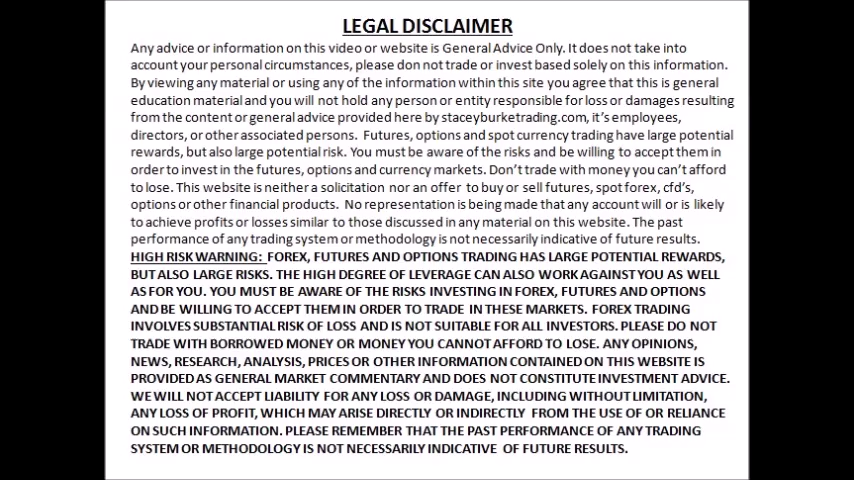 LEGAL DISCLAIMER
Any advice or information on this video or website is General Advice Only. It does not take into
account your personal circumstances, please don not trade or invest based solely on this information.
By viewing any material or using any of the information within this site you agree that this is general
education material and you will not hold any person or entity responsible for loss or damages resulting
from the content or general advice provided here by staceyburketrading.com, it's employees,
directors, or other associated persons. Futures, options and spot currency trading have large potential
rewards, but also large potential risk. You must be aware of the risks and be willing to accept them in
order to invest in the futures, options and currency markets. Don't trade with money you can't afford
to lose. This website is neither a solicitation nor an offer to buy or sell futures, spot forex, cfd's,
options or other financial products. No representation is being made that any account will or is likely
to achieve profits or losses similar to those discussed in any material on this website. The past
performance of any trading system or methodology is not necessarily indicative of future results.
HIGH RISK WARNING: FOREX, FUTURES AND OPTIONS TRADING HAS LARGE POTENTIAL REWARDS,
BUT ALSO LARGE RISKS. THE HIGH DEGREE OF LEVERAGE CAN ALSO WORK AGAINST YOU AS WELL
AS FOR YOU. YOU MUST BE AWARE OF THE RISKS INVESTING IN FOREX, FUTURES AND OPTIONS
AND BE WILLING TO ACCEPT THEM IN ORDER TO TRADE IN THESE MARKETS. FOREX TRADING
INVOLVES SUBSTANTIAL RISK OF LOSS AND IS NOT SUITABLE FOR ALL INVESTORS. PLEASE DO NOT
TRADE WITH BORROWED MONEY OR MONEY YOU CANNOT AFFORD TO LOSE. ANY OPINIONS,
NEWS, RESEARCH, ANALYSIS, PRICES OR OTHER INFORMATION CONTAINED ON THIS WEBSITE IS
PROVIDED AS GENERAL MARKET COMMENTARY AND DOES NOT CONSTITUTE INVESTMENT ADVICE.
WE WILL NOT ACCEPT LIABILITY FOR ANY LOSS OR DAMAGE, INCLUDING WITHOUT LIMITATION,
ANY LOSS OF PROFIT, WHICH MAY ARISE DIRECTLY OR INDIRECTLY FROM THE USE OF OR RELIANCE
ON SUCH INFORMATION. PLEASE REMEMBER THAT THE PAST PERFORMANCE OF ANY TRADING
SYSTEM OR METHODOLOGY IS NOT NECESSARILY INDICATIVE OF FUTURE RESULTS.